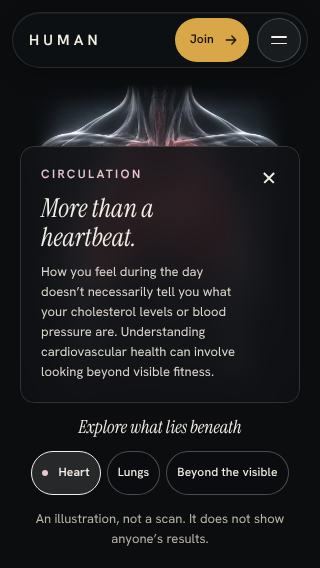 HUMAN
Join →
CIRCULATION
More than a
heartbeat.
How you feel during the day
doesn’t necessarily tell you what
your cholesterol levels or blood
pressure are. Understanding
cardiovascular health can involve
looking beyond visible fitness.
Explore what lies beneath
Heart
Lungs
Beyond the visible
An illustration, not a scan. It does not show
anyone’s results.